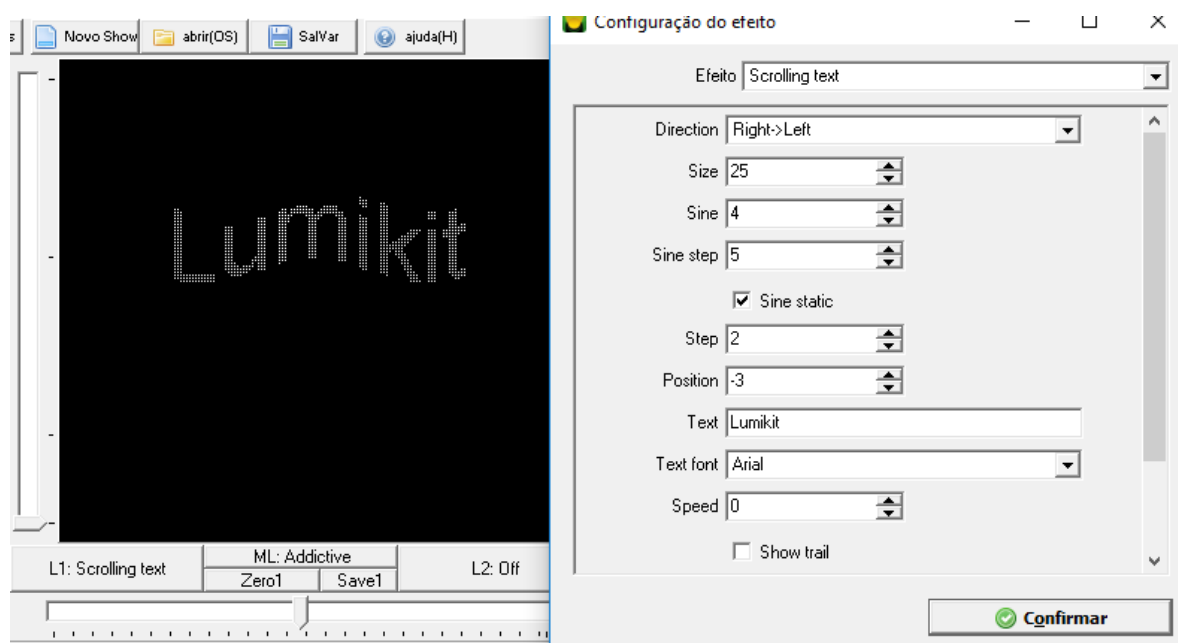 s Novo Show abrir(OS) SalVar ajuda(H)
Lumikit
L1: Scrolling text
ML: Addictive
Zero1 Save1
L2: Off
Configuração do efeito
Efeito Scrolling text
Direction Right->Left
Size 25
Sine 4
Sine step 5
Sine static
Step 2
Position -3
Text Lumikit
Text font Arial
Speed 0
Show trail
Confirmar